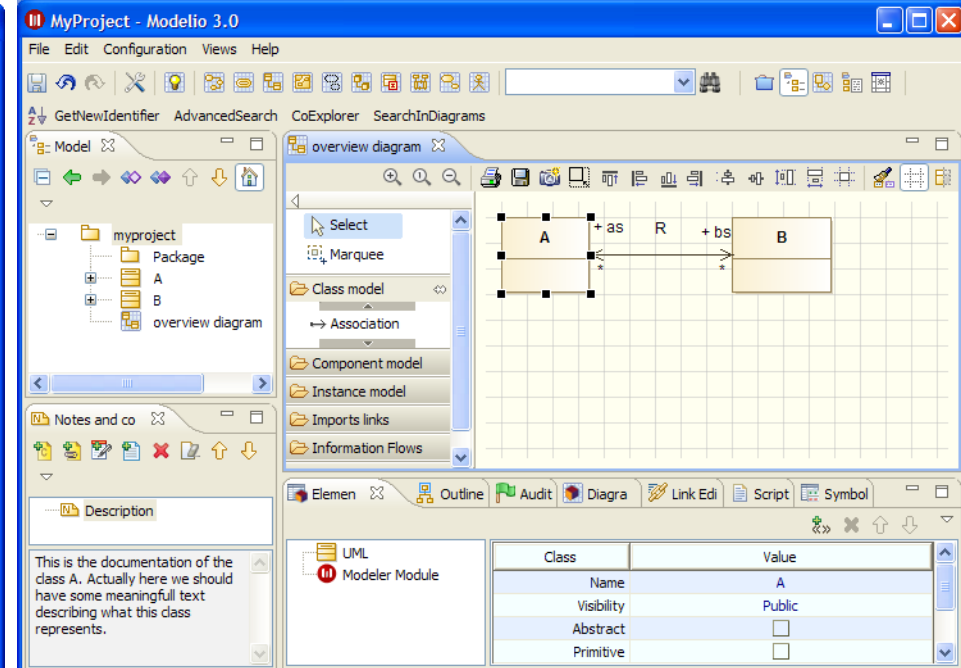 MyProject - Modelio 3.0
File Edit Configuration Views Help
GetNewIdentifier AdvancedSearch CoExplorer SearchInDiagrams
Model
myproject
Package
A
B
overview diagram
overview diagram
Select
Marquee
Class model
Association
Component model
Instance model
Imports links
Information Flows
A
+ as R + bs
* *
B
Notes and co
Description
This is the documentation of the
class A. Actually here we should
have some meaningfull text
describing what this class
represents.
Elemen Outline Audit Diagra Link Edi Script Symbol
UML
Modeler Module
Class Value
Name A
Visibility Public
Abstract
Primitive